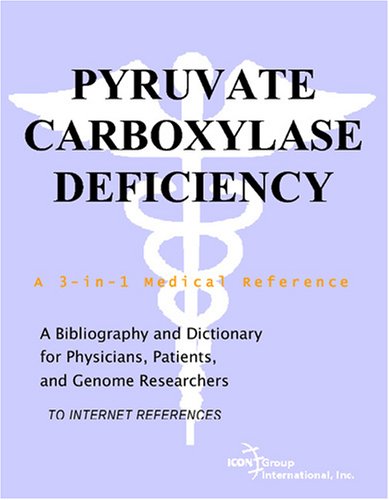 PYRUVATE
CARBOXYLASE
DEFICIENCY
A 3-in-1 Medical Reference
A Bibliography and Dictionary
for Physicians, Patients,
and Genome Researchers
TO INTERNET REFERENCES
ICON Group
International, Inc.